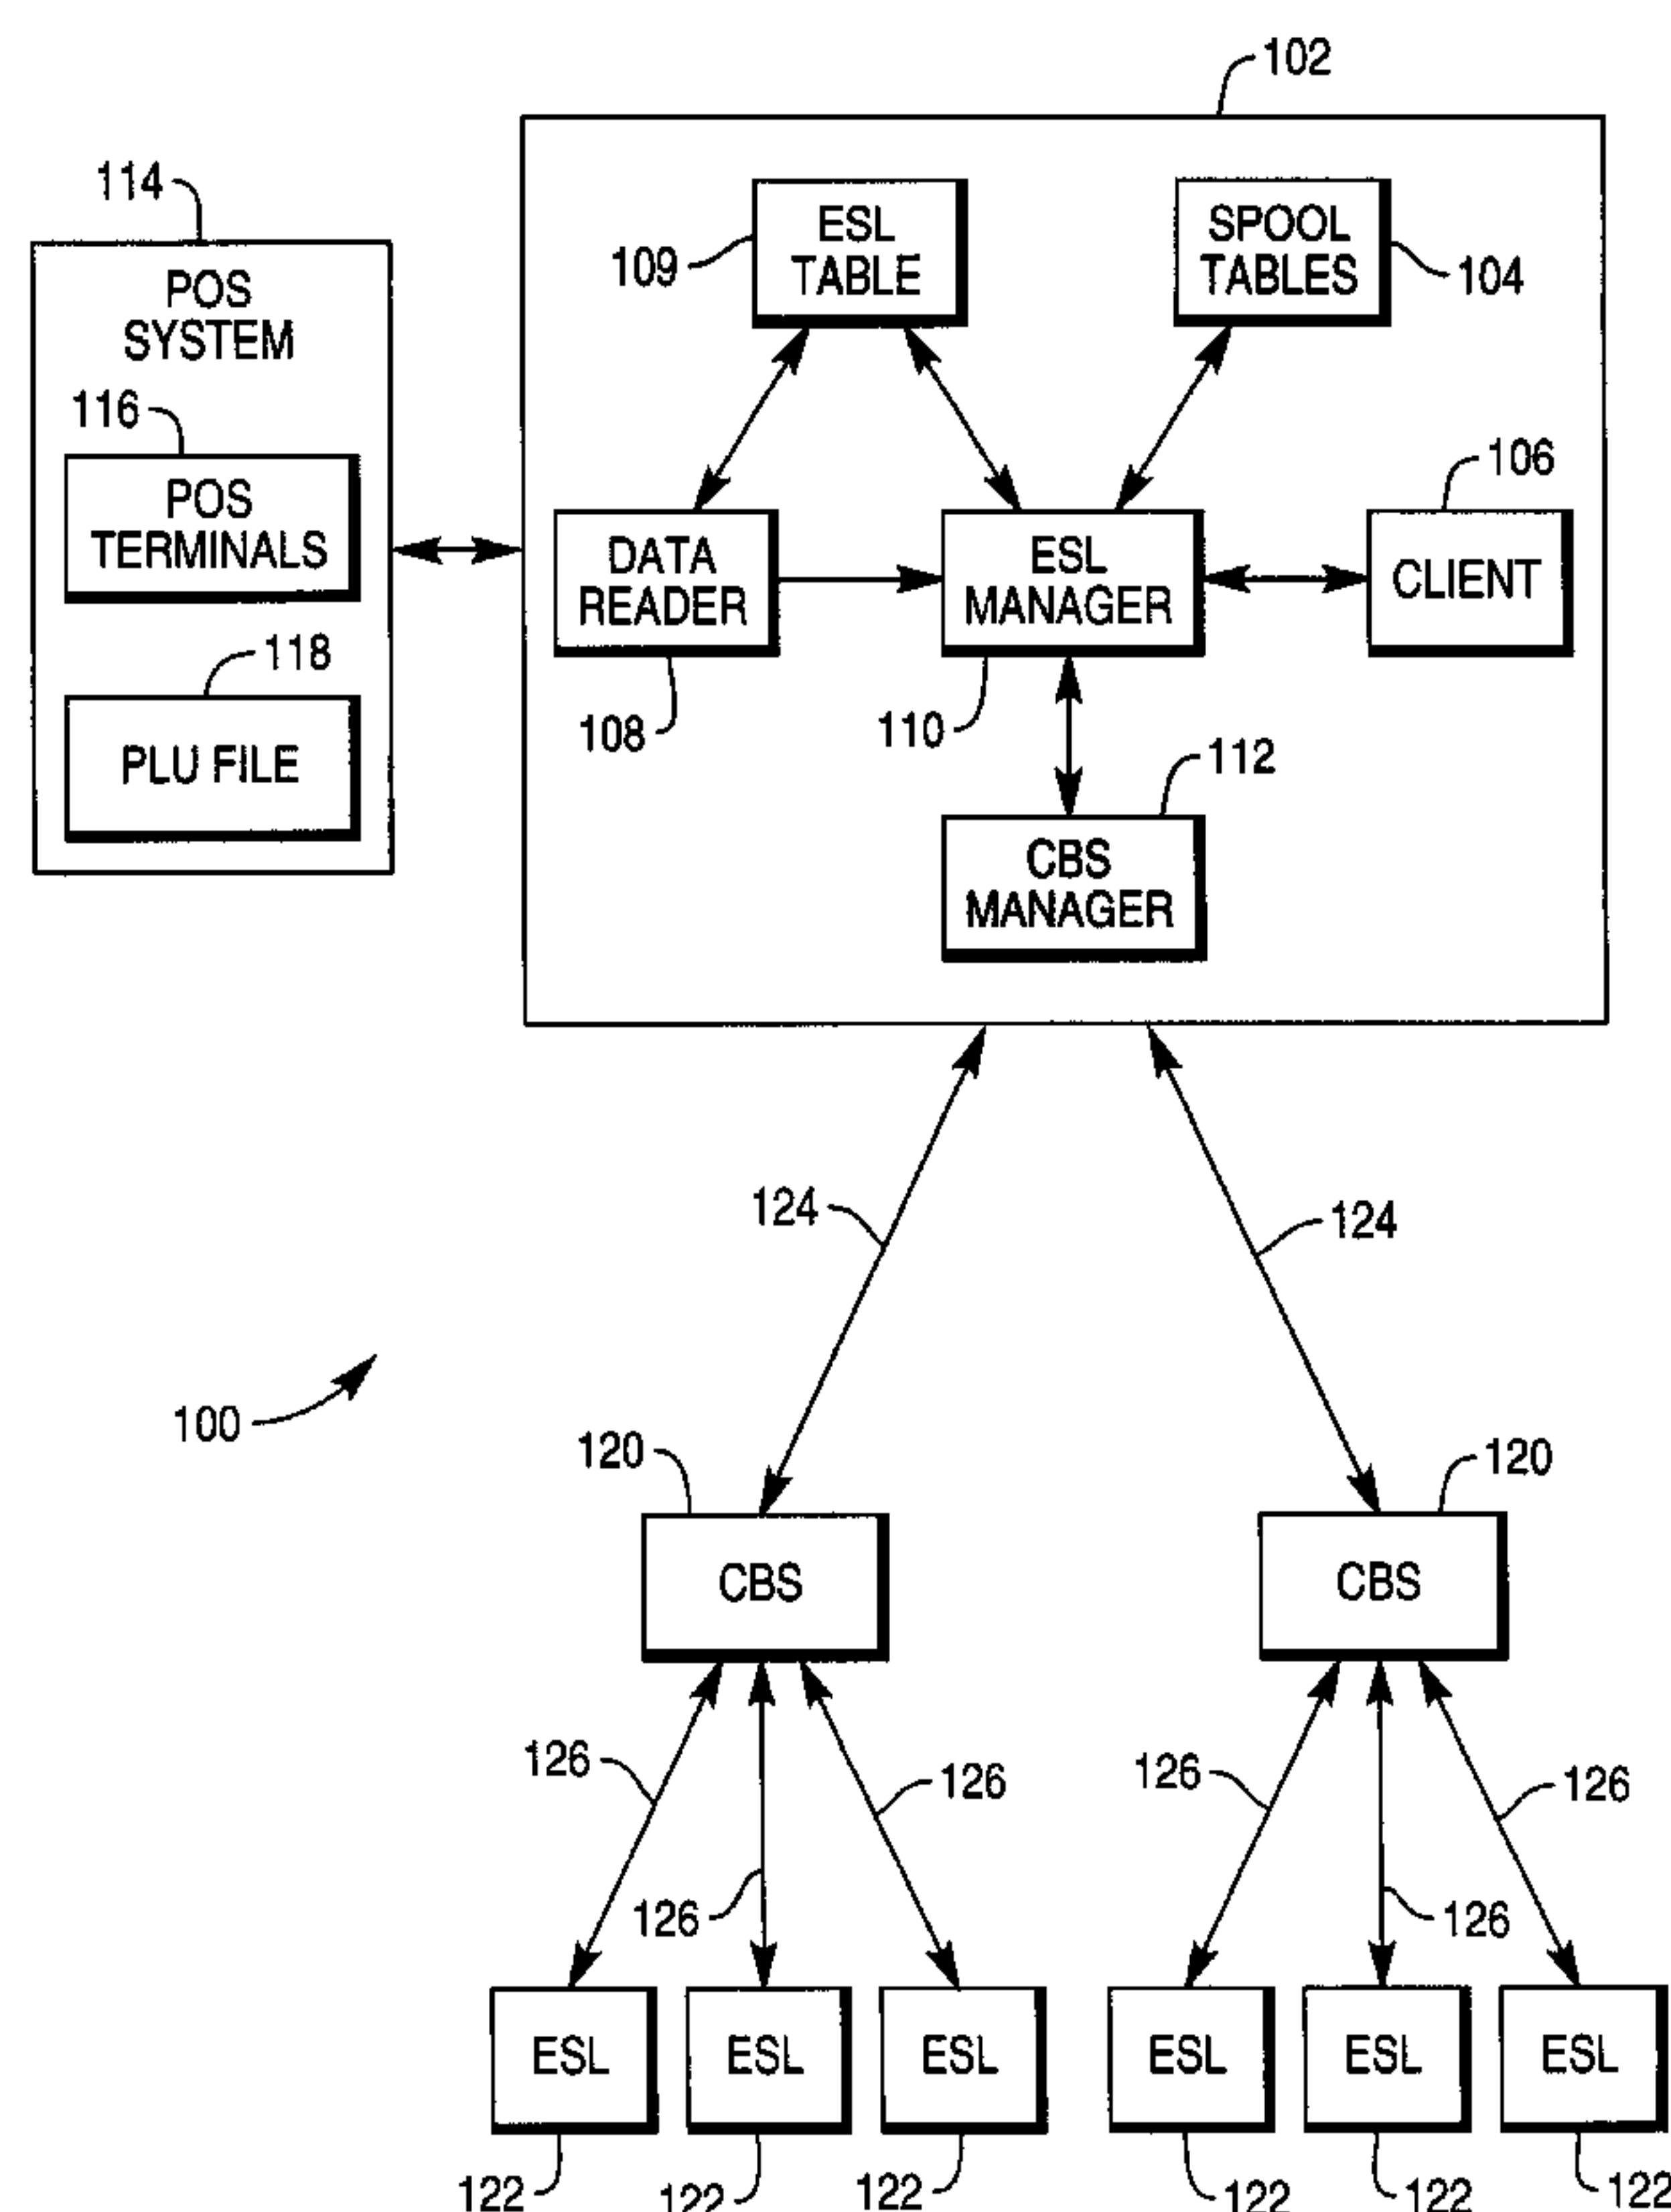 102
114
POS
SYSTEM
116
POS
TERMINALS
118
PLU FILE
109
ESL
TABLE
SPOOL
TABLES
104
106
DATA
READER
ESL
MANAGER
CLIENT
108
110
112
CBS
MANAGER
124
124
100
120
120
CBS
CBS
126
126
126
126
126
126
ESL
ESL
ESL
ESL
ESL
ESL
122
122
122
122
122
122